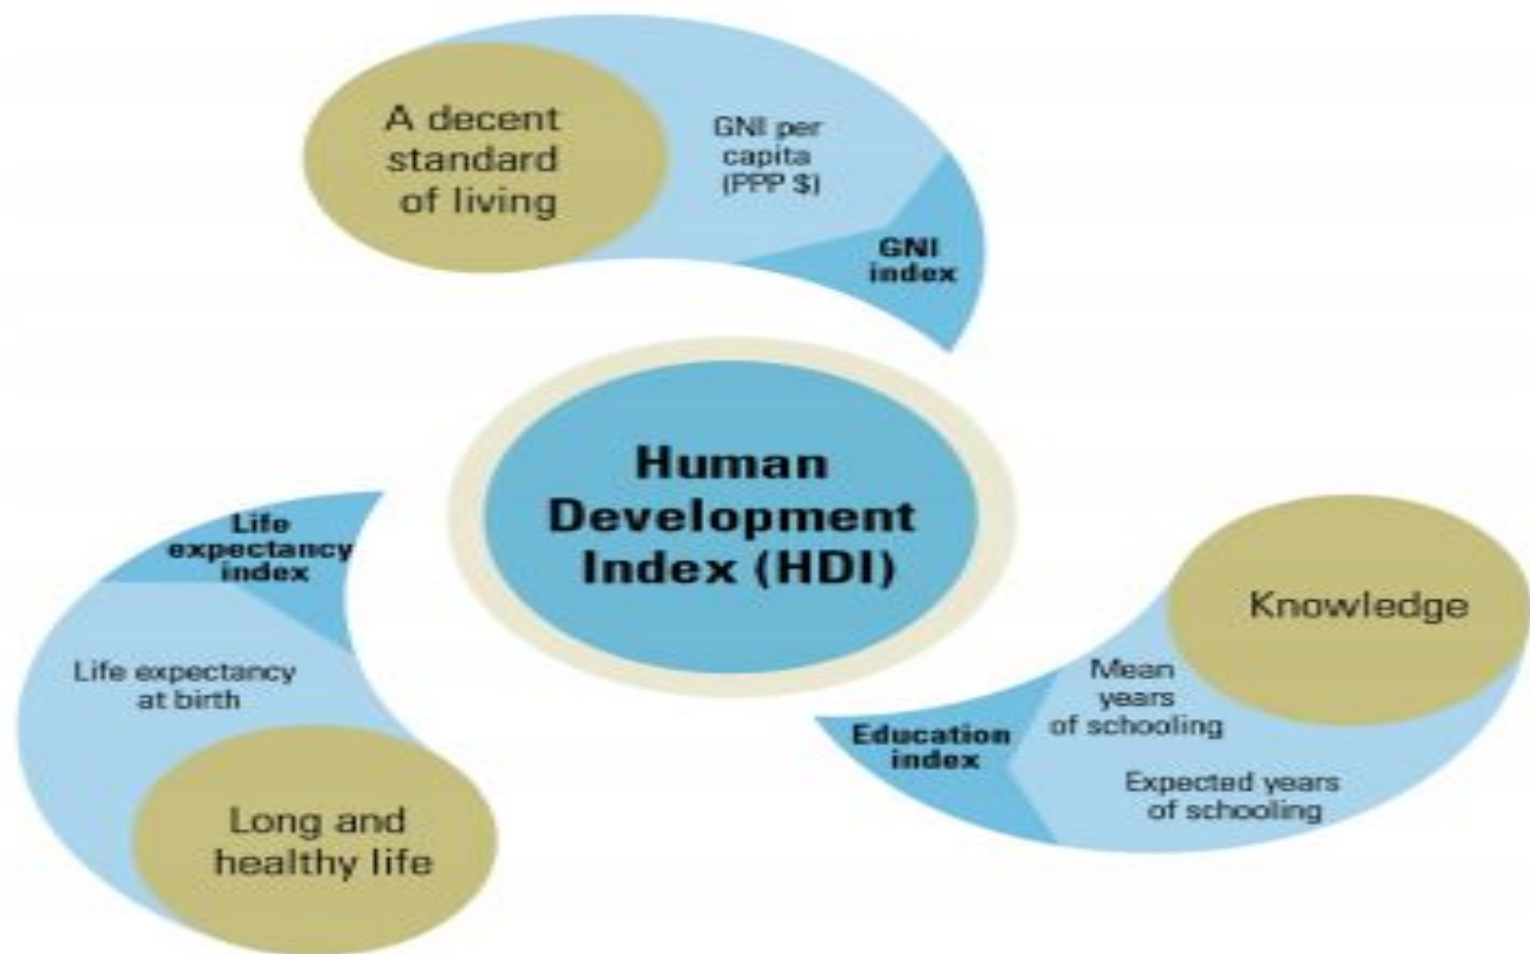 A decent
standard
of living
GNI per
capita
(PPP $)
GNI
index
Human
Development
Index (HDI)
Life
expectancy
index
Life expectancy
at birth
Long and
healthy life
Knowledge
Mean
years
of schooling
Expected years
of schooling
Education
index